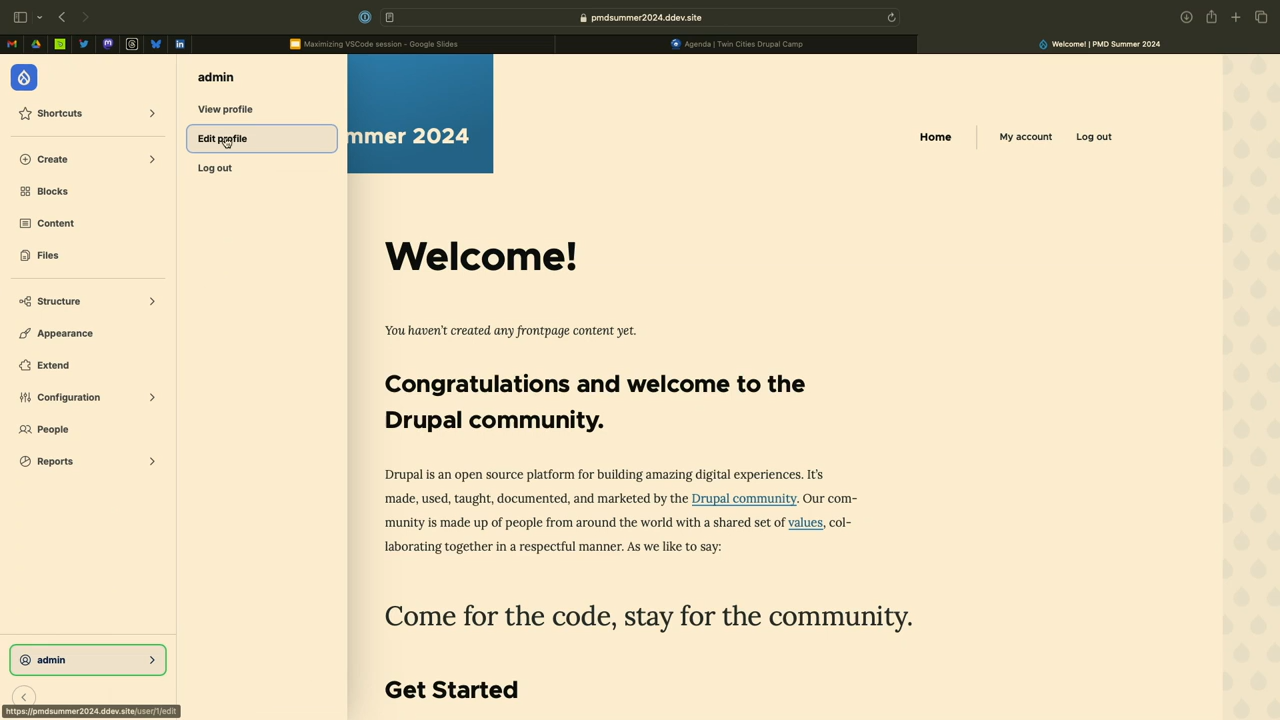 pmdsummer2024.ddev.site
Maximizing VSCode session - Google Slides
Agenda | Twin Cities Drupal Camp
Welcome! | PMD Summer 2024
Shortcuts
Create
Blocks
Content
Files
Structure
Appearance
Extend
Configuration
People
Reports
admin
https://pmdsummer2024.ddev.site/user/1/edit
admin
View profile
Edit profile
Log out
mmer 2024
Home
My account
Log out
Welcome!
You haven't created any frontpage content yet.
Congratulations and welcome to the
Drupal community.
Drupal is an open source platform for building amazing digital experiences. It's
made, used, taught, documented, and marketed by the Drupal community. Our com-
munity is made up of people from around the world with a shared set of values, col-
laborating together in a respectful manner. As we like to say:
Come for the code, stay for the community.
Get Started